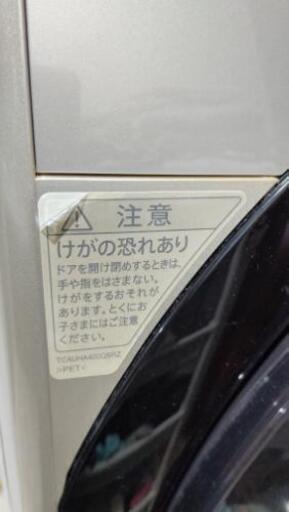 注意
けがの恐れあり
ドアを開け閉めするときは、
手や指をはさまない。
けがをするおそれが
あります。とくにお
子さまにはご注意
ください
>PET<